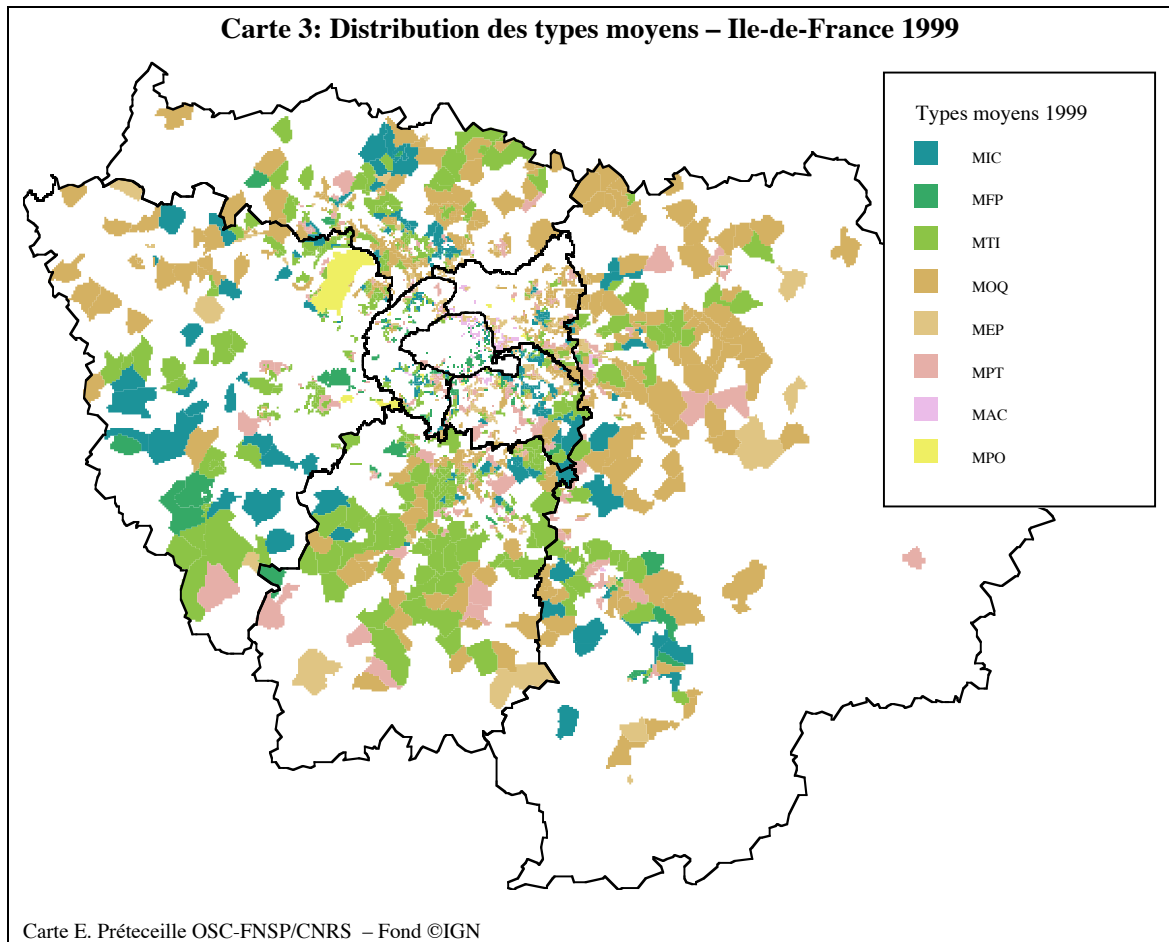 Carte 3: Distribution des types moyens – Ile-de-France 1999
Types moyens 1999
MIC
MFP
MTI
MOQ
MEP
MPT
MAC
MPO
Carte E. Préteceille OSC-FNSP/CNRS – Fond ©IGN